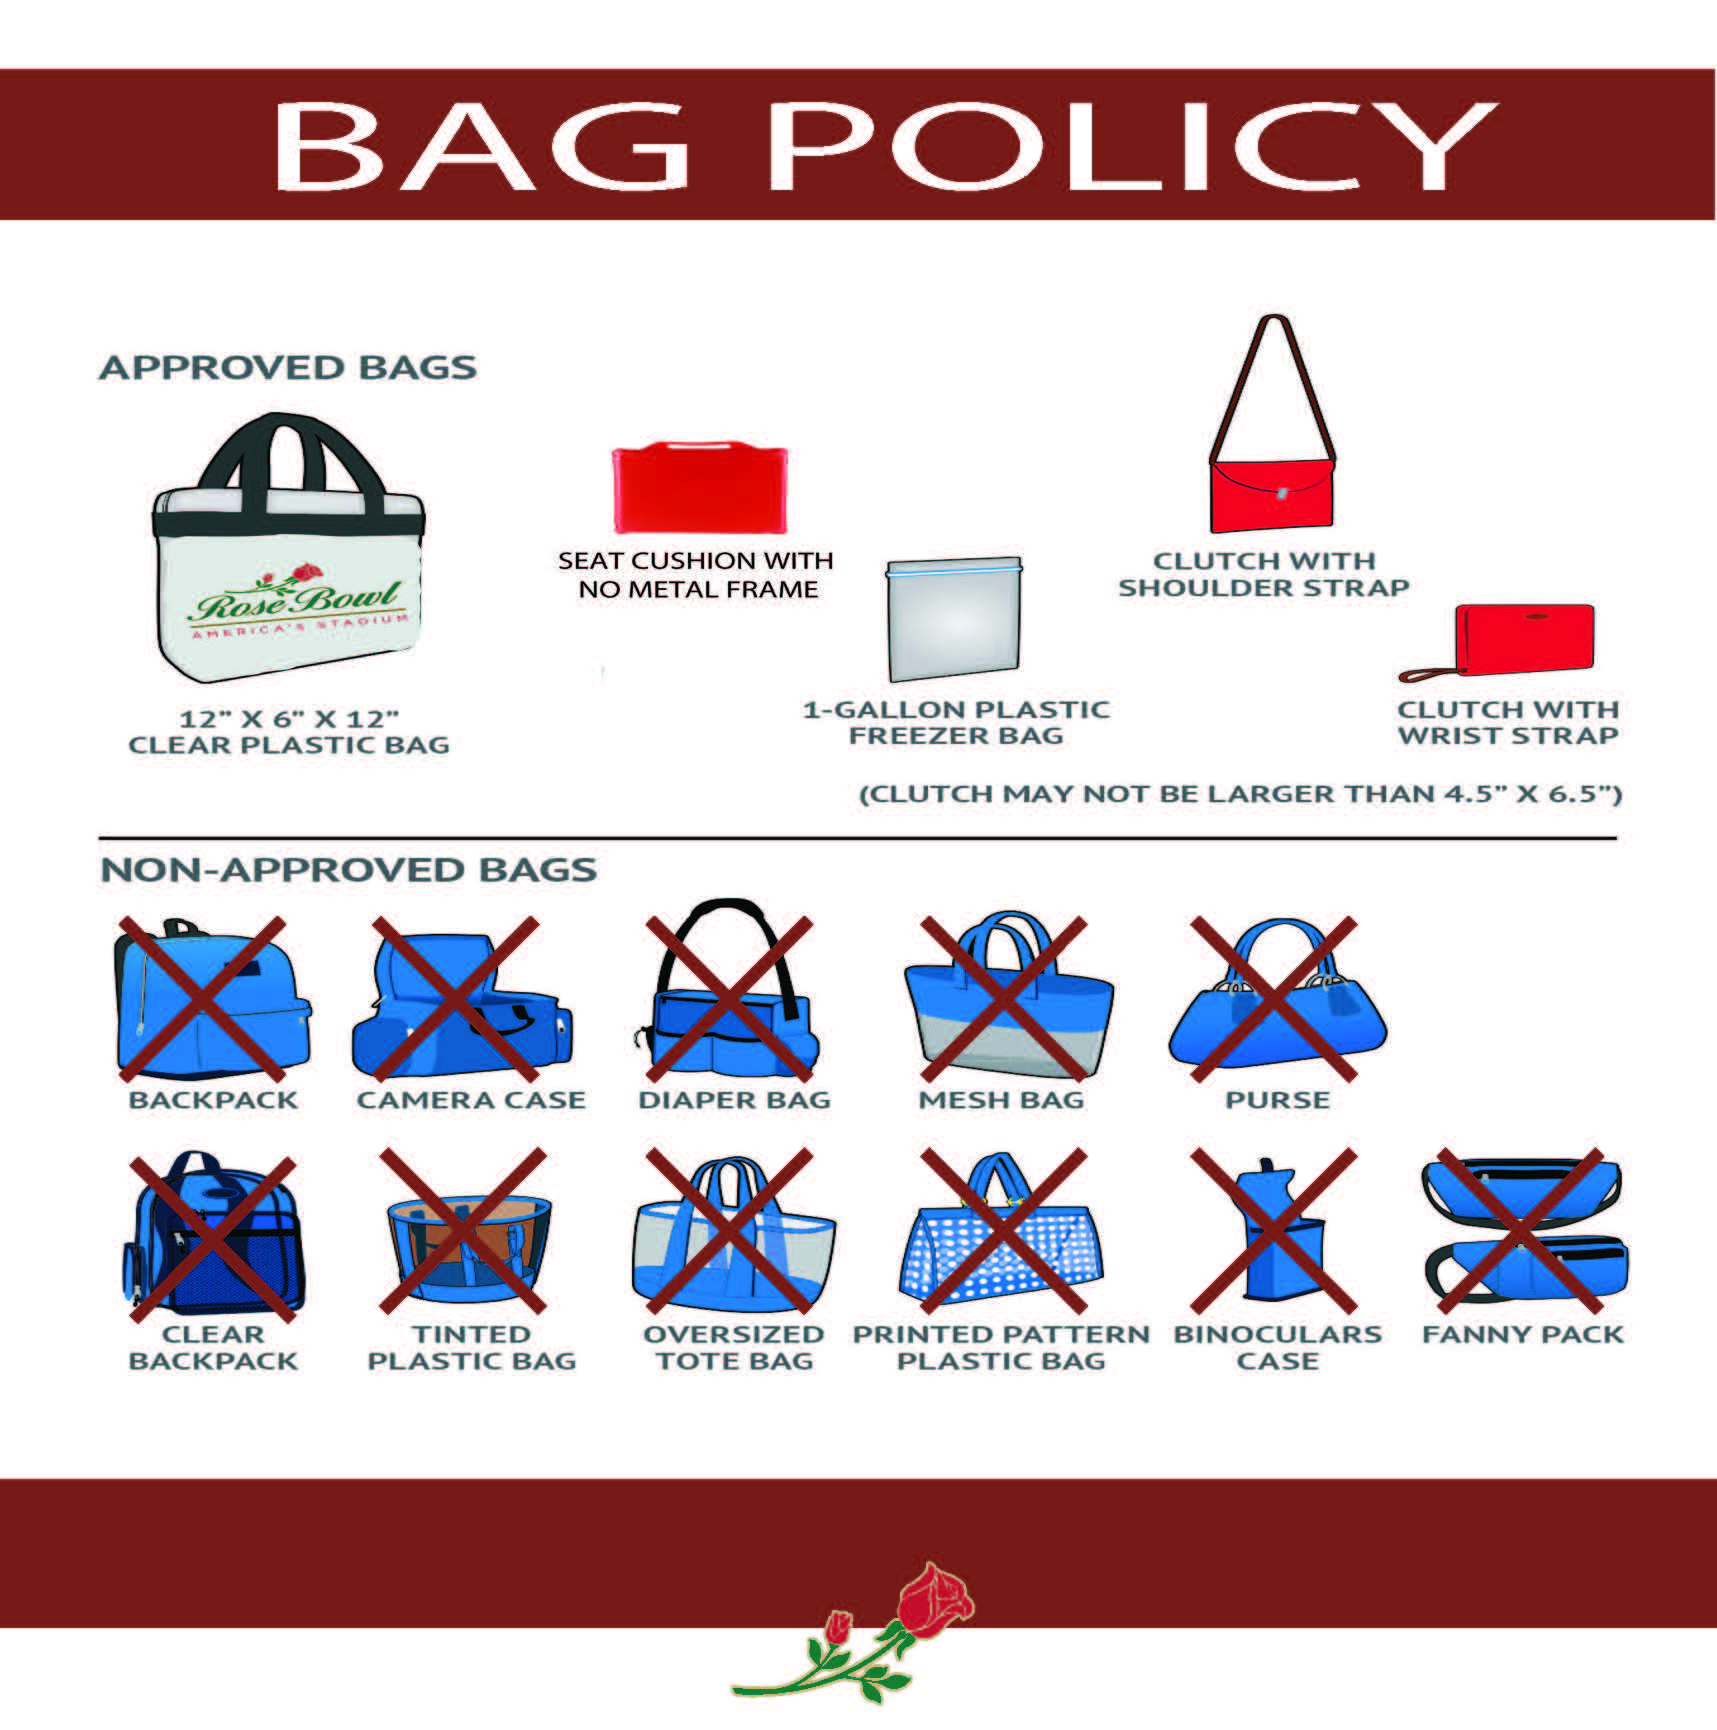 BAG POLICY
APPROVED BAGS
Rose Bowl
AMERICA'S STADIUM
12” X 6” X 12”
CLEAR PLASTIC BAG
SEAT CUSHION WITH
NO METAL FRAME
1-GALLON PLASTIC
FREEZER BAG
CLUTCH WITH
SHOULDER STRAP
CLUTCH WITH
WRIST STRAP
(CLUTCH MAY NOT BE LARGER THAN 4.5” X 6.5”)
NON-APPROVED BAGS
BACKPACK
CAMERA CASE
DIAPER BAG
MESH BAG
PURSE
CLEAR
BACKPACK
TINTED
PLASTIC BAG
OVERSIZED
TOTE BAG
PRINTED PATTERN
PLASTIC BAG
BINOCULARS
CASE
FANNY PACK